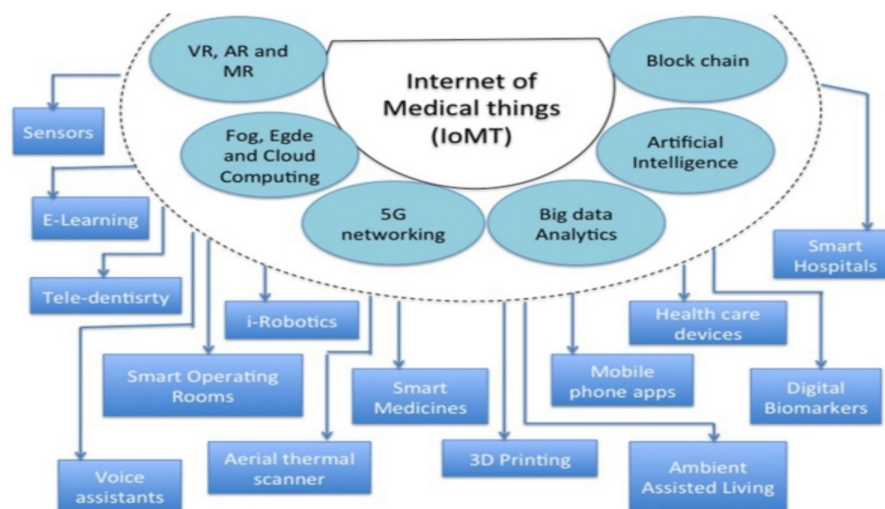 VR, AR and
MR
Internet of
Medical things
(IoMT)
Block chain
Fog, Egde
and Cloud
Computing
Artificial
Intelligence
5G
networking
Big data
Analytics
Sensors
E-Learning
Tele-dentisrty
i-Robotics
Smart
Hospitals
Health care
devices
Smart Operating
Rooms
Smart
Medicines
Mobile
phone apps
Digital
Biomarkers
Voice
assistants
Aerial thermal
scanner
3D Printing
Ambient
Assisted Living